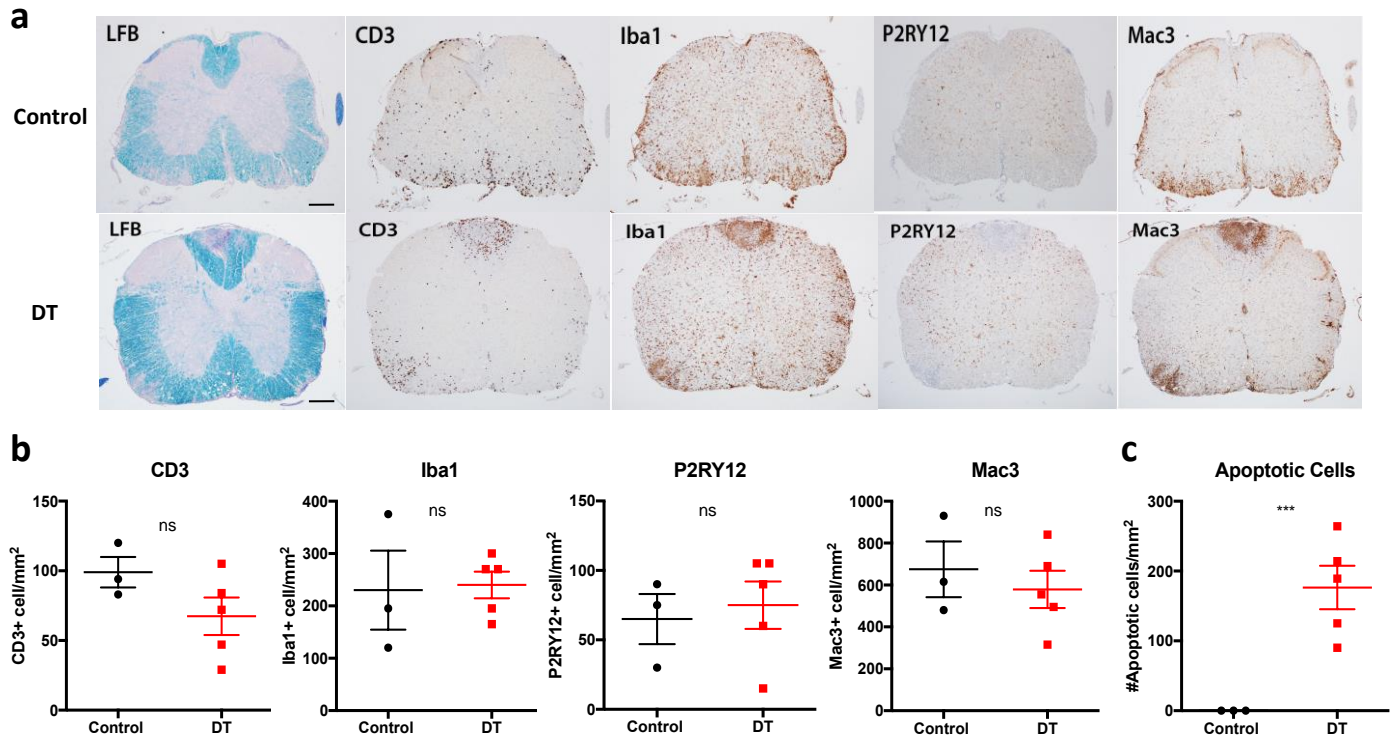 a
LFB CD3 Iba1 P2RY12 Mac3
Control
LFB CD3 Iba1 P2RY12 Mac3
DT
b
CD3
ns
150
100
50
0
CD3+ cell/mm²
Control DT
Iba1
ns
400
300
200
100
0
Iba1+ cell/mm²
Control DT
P2RY12
ns
150
100
50
0
P2RY12+ cell/mm²
Control DT
Mac3
ns
1000
800
600
400
200
0
Mac3+ cell/mm²
Control DT
c
Apoptotic Cells
***
300
200
100
0
#Apoptotic cells/mm²
Control DT